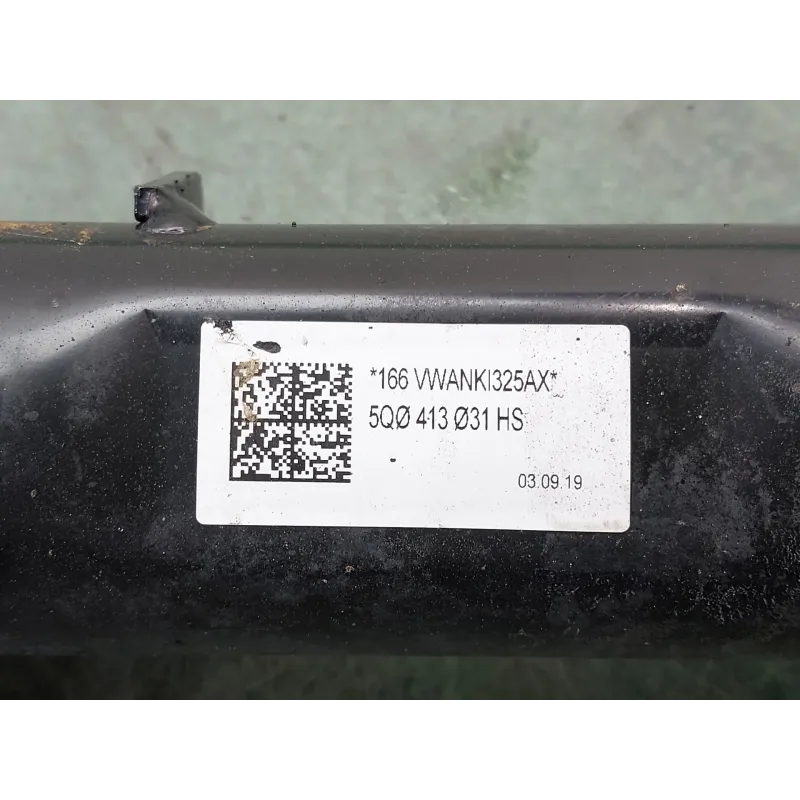 *166 VWANKI325AX*
5QØ 413 Ø31 HS
03.09.19